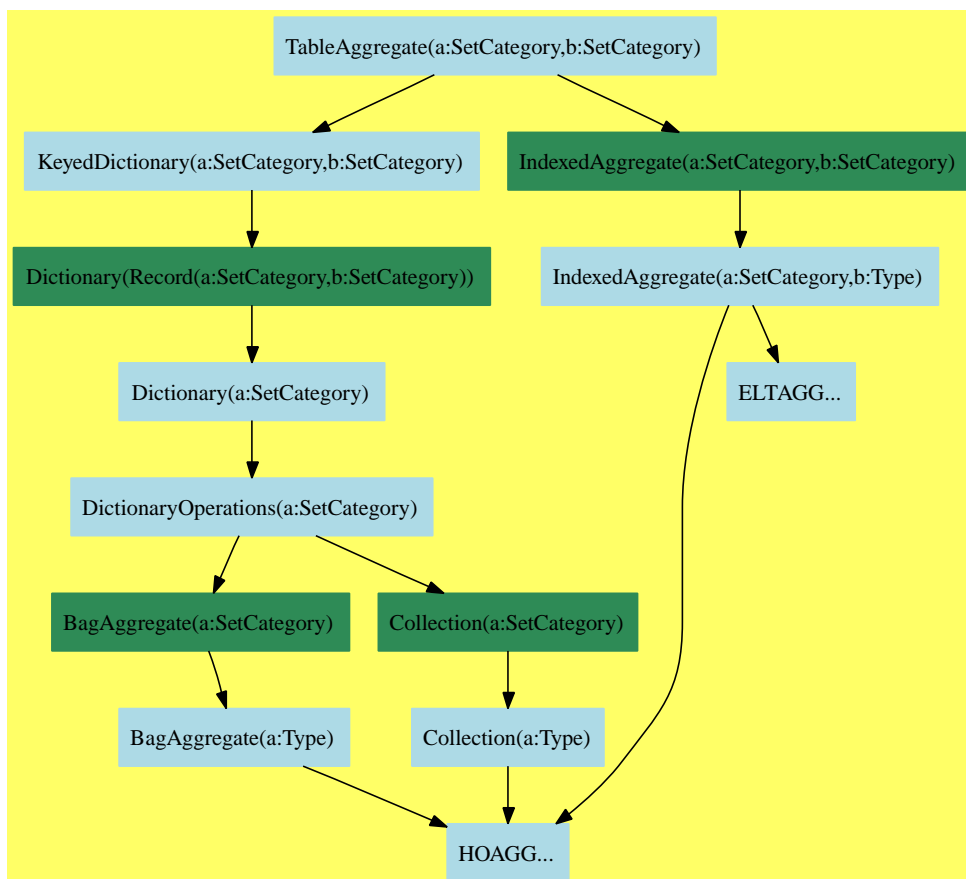 TableAggregate(a:SetCategory,b:SetCategory)
KeyedDictionary(a:SetCategory,b:SetCategory)
IndexedAggregate(a:SetCategory,b:SetCategory)
Dictionary(Record(a:SetCategory,b:SetCategory))
IndexedAggregate(a:SetCategory,b:Type)
Dictionary(a:SetCategory)
ELTAGG...
DictionaryOperations(a:SetCategory)
BagAggregate(a:SetCategory)
Collection(a:SetCategory)
BagAggregate(a:Type)
Collection(a:Type)
HOAGG...